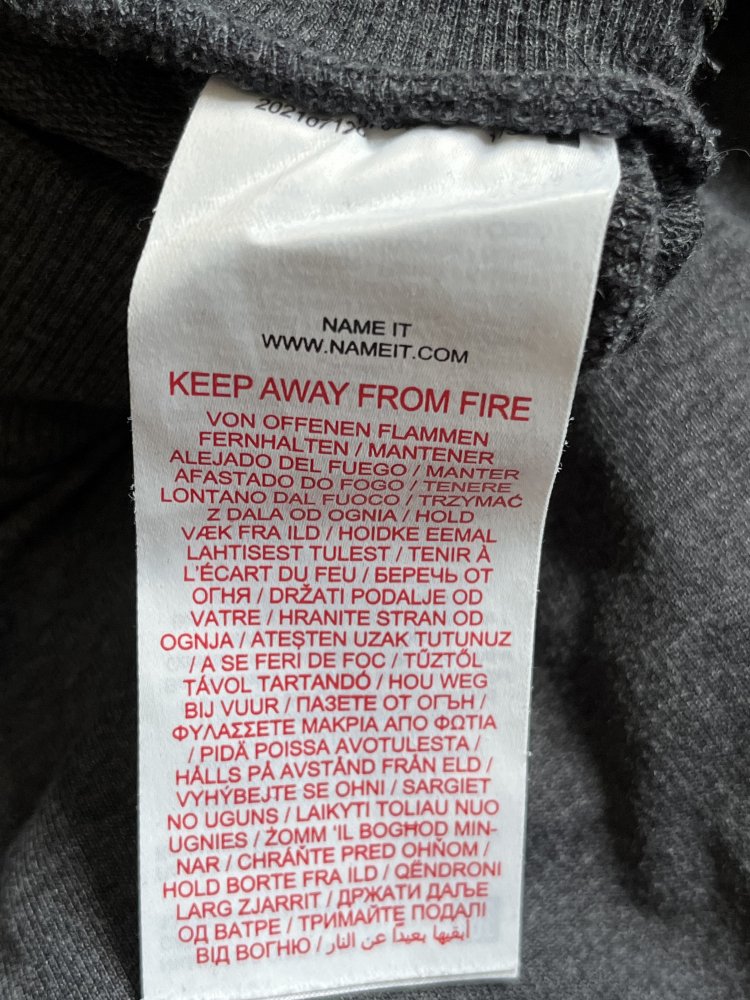 NAME IT
WWW.NAMEIT.COM
KEEP AWAY FROM FIRE
VON OFFENEN FLAMMEN
FERNHALTEN / MANTENER
ALEJADO DEL FUEGO / MANTER
AFASTADO DO FOGO / TENERE
LONTANO DAL FUOCO / TRZYMAĆ
Z DALA OD OGNIA / HOLD
VÆK FRA ILD / HOIDKE EEMAL
LAHTISEST TULEST / TENIR À
L'ÉCART DU FEU / БЕРЕЧЬ ОТ
ОГНЯ / DRŽATI PODALJE OD
VATRE / HRANITE STRAN OD
OGNJA / ATEŞTEN UZAK TUTUNUZ
/ A SE FERI DE FOC / TŰZTŐL
TÁVOL TARTANDÓ / HOU WEG
BIJ VUUR / ПАЗЕТЕ ОТ ОГЪН /
ΦΥΛΑΣΣΕΤΕ ΜΑΚΡΙΑ ΑΠΟ ΦΩΤΙΑ
/ PIDÄ POISSA AVOTULESTA /
HÅLLS PÅ AVSTÅND FRÅN ELD /
VYHÝBEJTE SE OHNI / SARGIET
NO UGUNS / LAIKYTI TOLIAU NUO
UGNIES / ŻOMM 'IL BOGĦOD MIN-
NAR / CHRÁŇTE PRED OHŇOM /
HOLD BORTE FRA ILD / QËNDRONI
LARG ZJARRIT / ДРЖАТИ ДАЉЕ
ОД ВАТРЕ / ТРИМАЙТЕ ПОДАЛІ
ВІД ВОГНЮ / أبقيها بعيداً عن النار